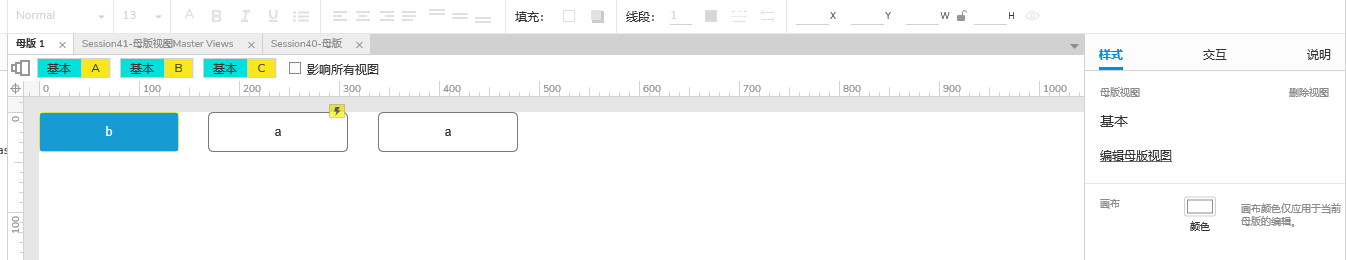 Normal 13 A B I U 填充: 线段: 1 X Y W H
母版 1 Session41-母版视图Master Views Session40-母版
样式 交互 说明
基本 A 基本 B 基本 C 影响所有视图
0 100 200 300 400 500 600 700 800 900 1000
母版视图 删除视图
基本
0
b a a
编辑母版视图
as
画布 颜色 画布颜色仅应用于当前
母版的编辑。
100